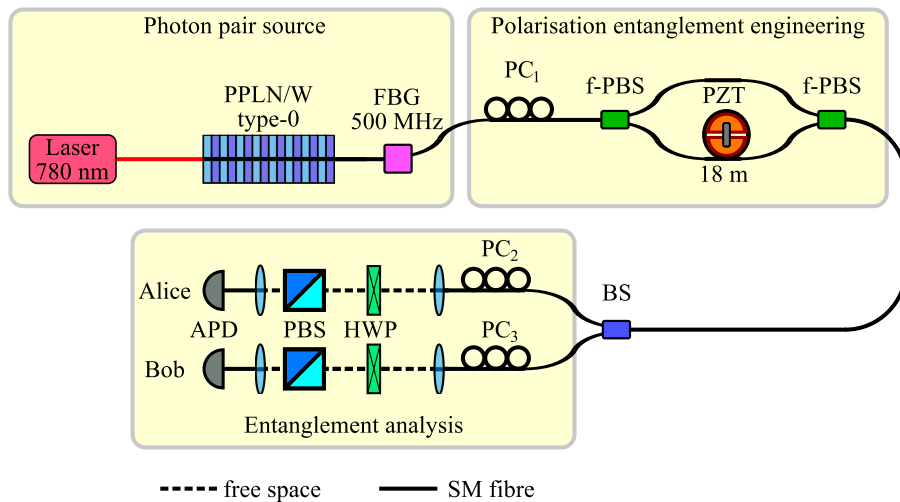 Photon pair source
Polarisation entanglement engineering
PPLN/W
type-0
FBG
500 MHz
Laser
780 nm
PC1
f-PBS
PZT
f-PBS
18 m
Alice
PC2
BS
APD
PBS
HWP
Bob
PC3
Entanglement analysis
free space
SM fibre